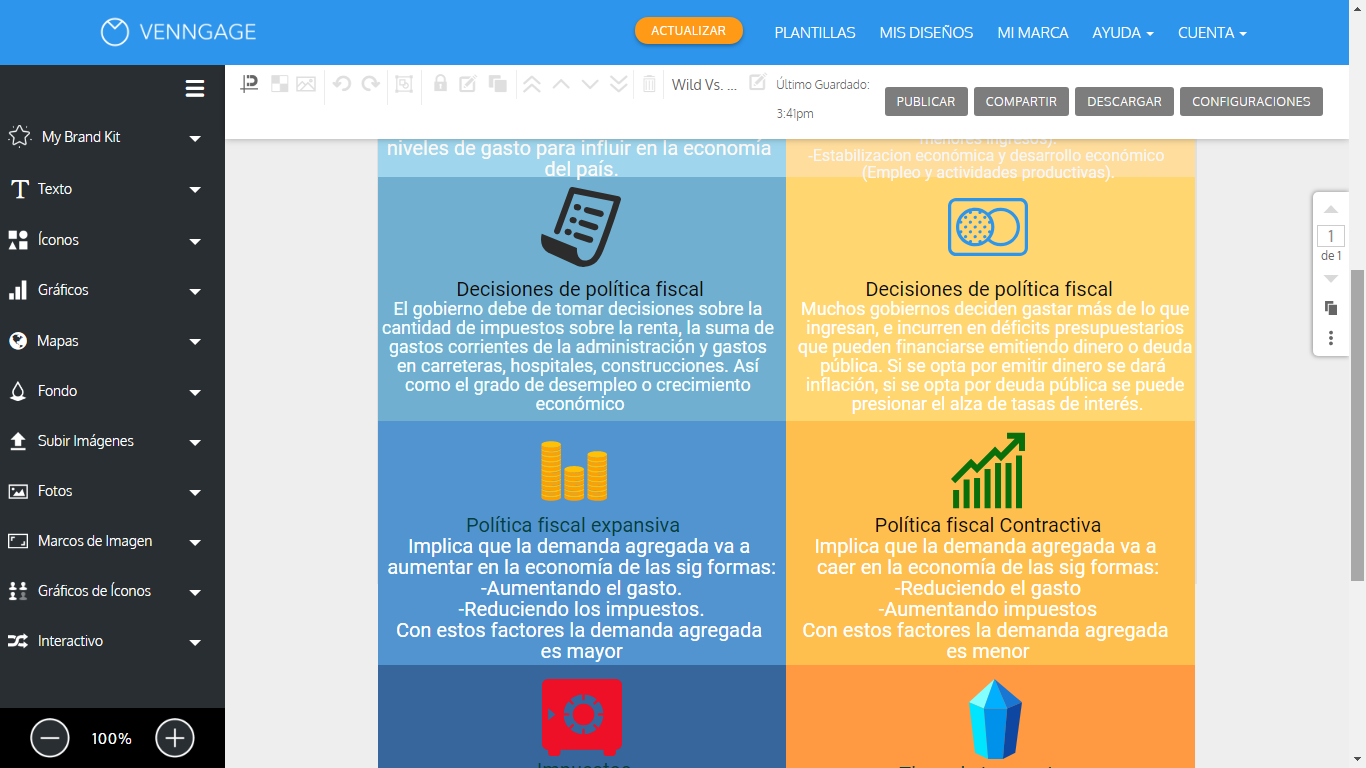 VENNGAGE
ACTUALIZAR
PLANTILLAS
MIS DISEÑOS
MI MARCA
AYUDA
CUENTA
Wild Vs. ...
Último Guardado:
3:41pm
PUBLICAR
COMPARTIR
DESCARGAR
CONFIGURACIONES
My Brand Kit
Texto
Íconos
Gráficos
Mapas
Fondo
Subir Imágenes
Fotos
Marcos de Imagen
Gráficos de Íconos
Interactivo
100%
niveles de gasto para influir en la economía
del país.
menores ingresos).
-Estabilizacion económica y desarrollo económico
(Empleo y actividades productivas).
Decisiones de política fiscal
El gobierno debe de tomar decisiones sobre la
cantidad de impuestos sobre la renta, la suma de
gastos corrientes de la administración y gastos
en carreteras, hospitales, construcciones. Así
como el grado de desempleo o crecimiento
económico
Decisiones de política fiscal
Muchos gobiernos deciden gastar más de lo que
ingresan, e incurren en déficits presupuestarios
que pueden financiarse emitiendo dinero o deuda
pública. Si se opta por emitir dinero se dará
inflación, si se opta por deuda pública se puede
presionar el alza de tasas de interés.
Política fiscal expansiva
Implica que la demanda agregada va a
aumentar en la economía de las sig formas:
-Aumentando el gasto.
-Reduciendo los impuestos.
Con estos factores la demanda agregada
es mayor
Política fiscal Contractiva
Implica que la demanda agregada va a
caer en la economía de las sig formas:
-Reduciendo el gasto
-Aumentando impuestos
Con estos factores la demanda agregada
es menor
Impuestos
1
de 1